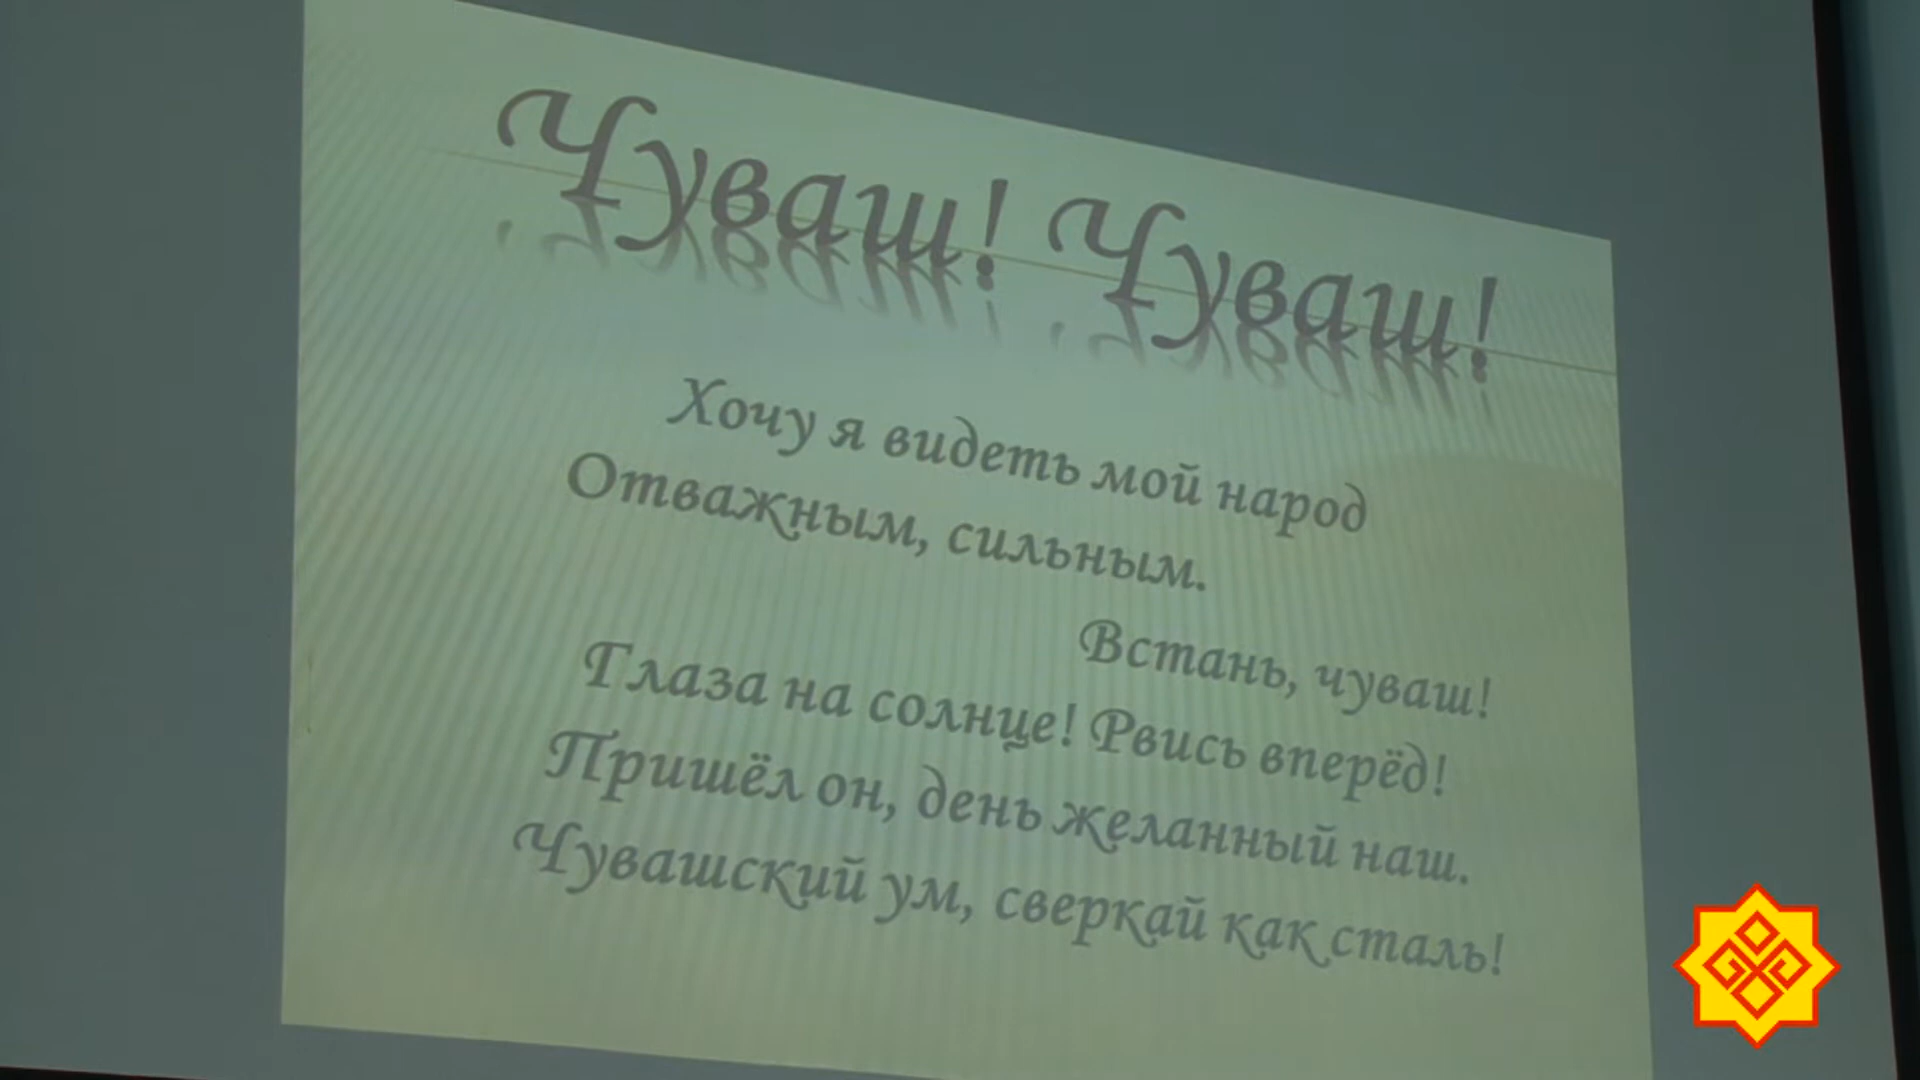 Чуваш! Чуваш!
Хочу я видеть мой народ
Отважным, сильным.
Встань, чуваш!
Глаза на солнце! Рвись вперёд!
Пришёл он, день желанный наш.
Чувашский ум, сверкай как сталь!